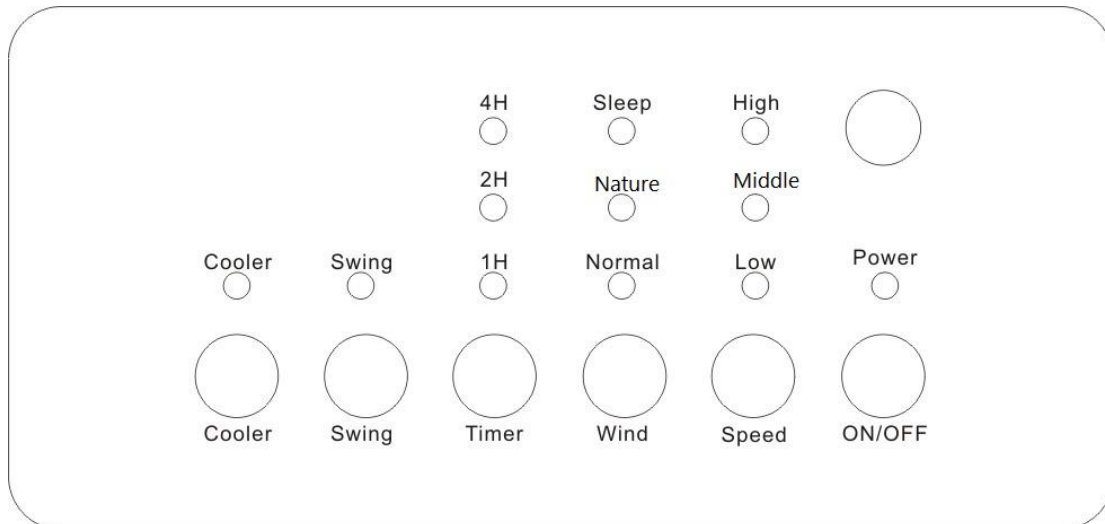 4H Sleep High
2H Nature Middle
Cooler Swing 1H Normal Low Power
Cooler Swing Timer Wind Speed ON/OFF